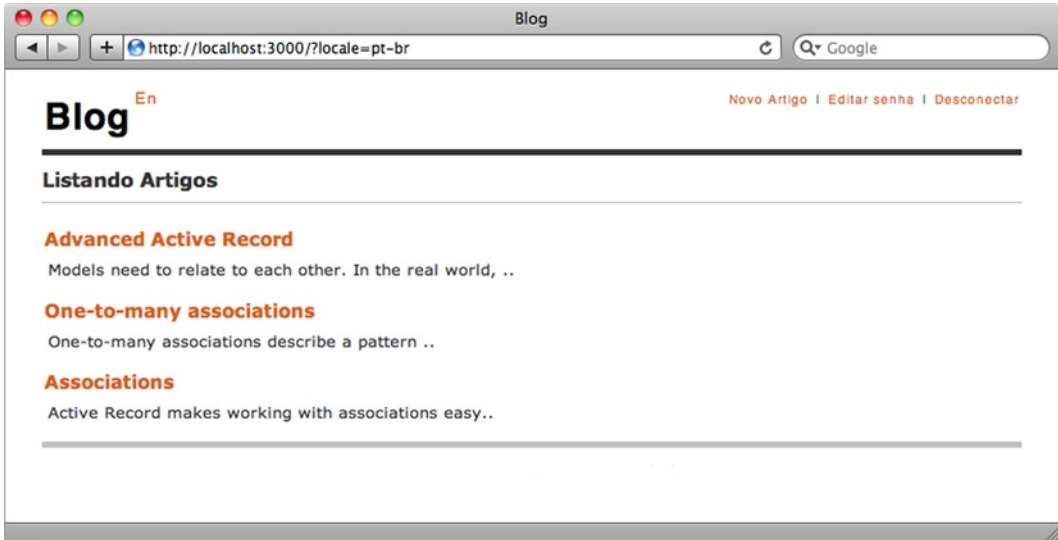 Blog
http://localhost:3000/?locale=pt-br
Google
Blog En
Novo Artigo | Editar senha | Desconectar
Listando Artigos
Advanced Active Record
Models need to relate to each other. In the real world, ..
One-to-many associations
One-to-many associations describe a pattern ..
Associations
Active Record makes working with associations easy..